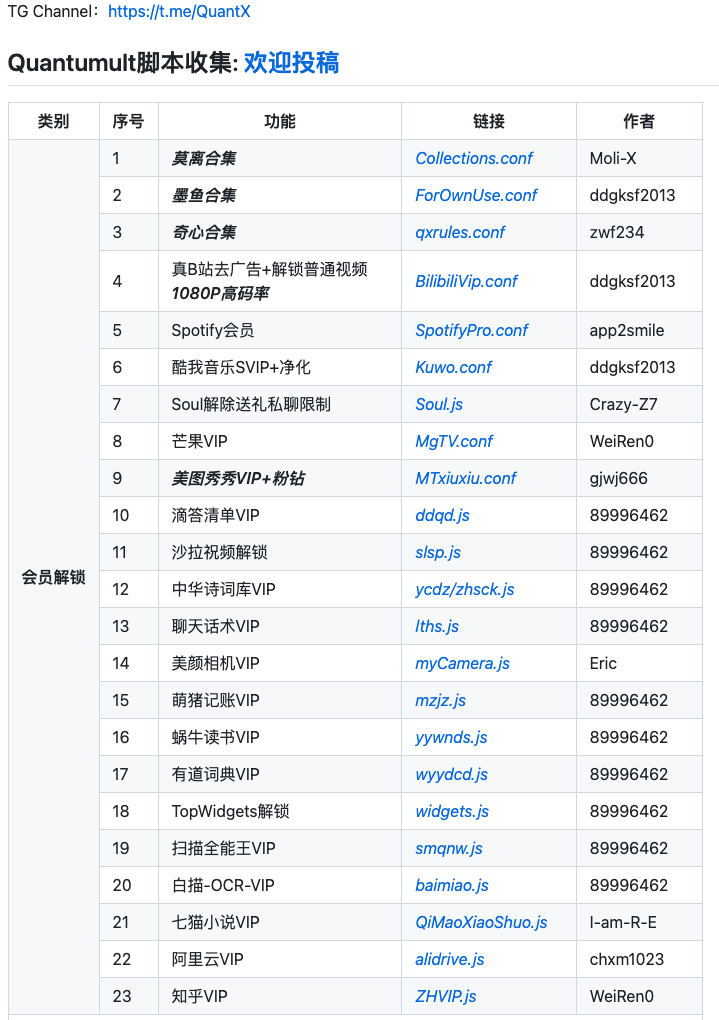 TG Channel：https://t.me/QuantX
Quantumult脚本收集: 欢迎投稿
类别 序号 功能 链接 作者
会员解锁
1 莫离合集 Collections.conf Moli-X
2 墨鱼合集 ForOwnUse.conf ddgksf2013
3 奇心合集 qxrules.conf zwf234
4 真B站去广告+解锁普通视频 BilibiliVip.conf ddgksf2013
1080P高码率
5 Spotify会员 SpotifyPro.conf app2smile
6 酷我音乐SVIP+净化 Kuwo.conf ddgksf2013
7 Soul解除送礼私聊限制 Soul.js Crazy-Z7
8 芒果VIP MgTV.conf WeiRen0
9 美图秀秀VIP+粉钻 MTxiuxiu.conf gjwj666
10 滴答清单VIP ddqd.js 89996462
11 沙拉视频解锁 slsp.js 89996462
12 中华诗词库VIP ycdz/zhsck.js 89996462
13 聊天话术VIP lths.js 89996462
14 美颜相机VIP myCamera.js Eric
15 萌猪记账VIP mzjz.js 89996462
16 蜗牛读书VIP yywnds.js 89996462
17 有道词典VIP wyydcd.js 89996462
18 TopWidgets解锁 widgets.js 89996462
19 扫描全能王VIP smqnw.js 89996462
20 白描-OCR-VIP baimiao.js 89996462
21 七猫小说VIP QiMaoXiaoShuo.js I-am-R-E
22 阿里云VIP alidrive.js chxm1023
23 知乎VIP ZHVIP.js WeiRen0